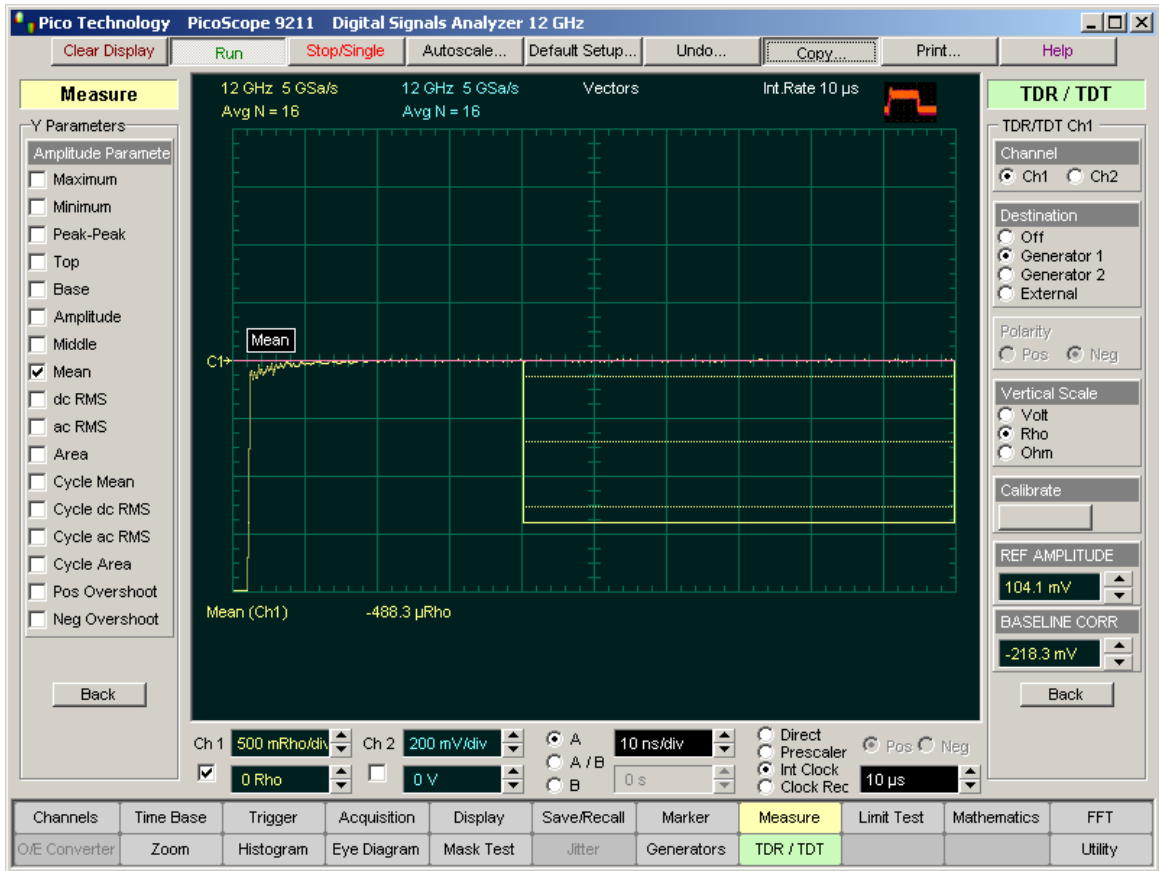 Pico Technology PicoScope 9211 Digital Signals Analyzer 12 GHz
Clear Display Run Stop/Single Autoscale... Default Setup... Undo... Copy... Print... Help
Measure
Y Parameters
Amplitude Paramete
Maximum
Minimum
Peak-Peak
Top
Base
Amplitude
Middle
Mean
dc RMS
ac RMS
Area
Cycle Mean
Cycle dc RMS
Cycle ac RMS
Cycle Area
Pos Overshoot
Neg Overshoot
Back
12 GHz 5 GSa/s 12 GHz 5 GSa/s Vectors Int.Rate 10 µs
Avg N = 16 Avg N = 16
Mean
C1
Mean (Ch1) -488.3 µRho
TDR / TDT
TDR/TDT Ch1
Channel
Ch1 Ch2
Destination
Off
Generator 1
Generator 2
External
Polarity
Pos Neg
Vertical Scale
Volt
Rho
Ohm
Calibrate
REF AMPLITUDE
104.1 mV
BASELINE CORR
-218.3 mV
Back
Ch 1 500 mRho/div Ch 2 200 mV/div A 10 ns/div Direct Pos Neg
A / B Prescaler
0 Rho 0 V B 0 s Int Clock 10 µs
Clock Rec
Channels Time Base Trigger Acquisition Display Save/Recall Marker Measure Limit Test Mathematics FFT
O/E Converter Zoom Histogram Eye Diagram Mask Test Jitter Generators TDR / TDT Utility